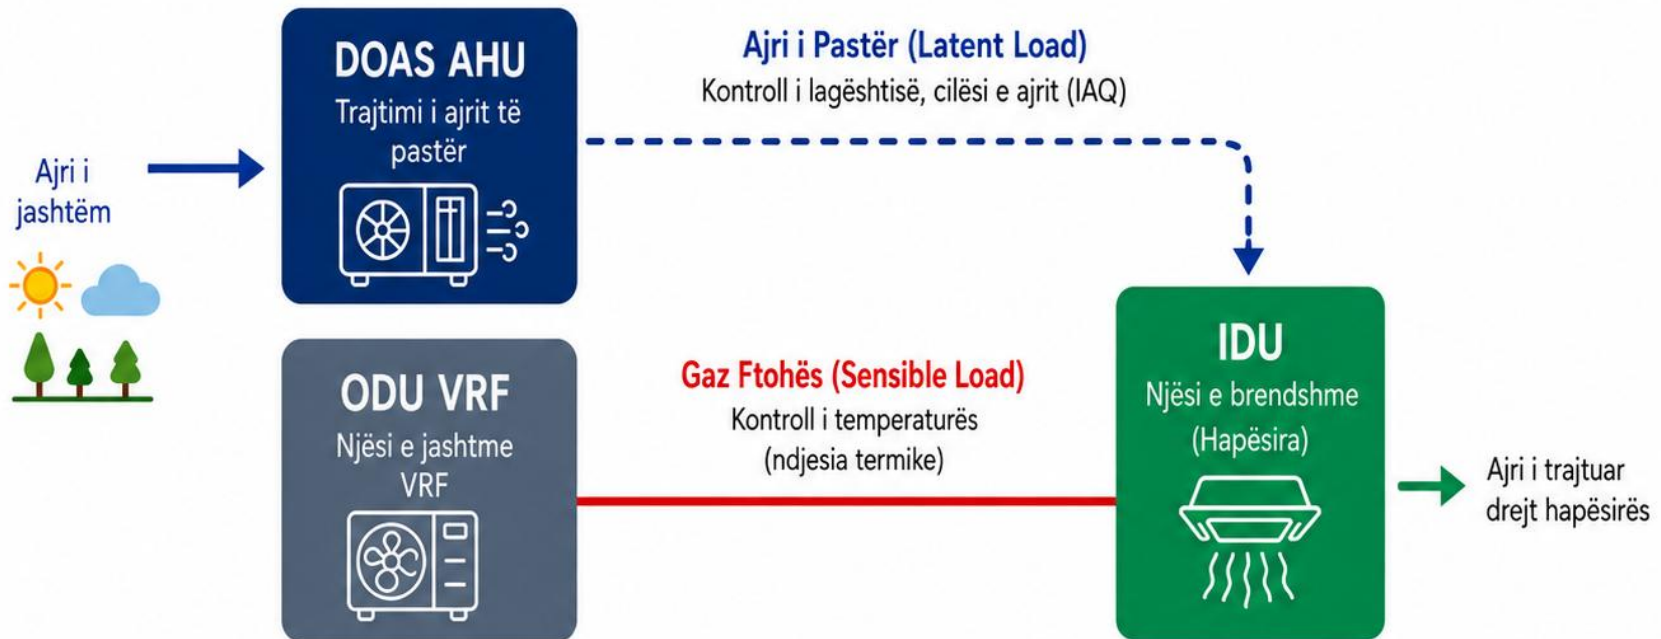 Ajri i
jashtëm
DOAS AHU
Trajtimi i ajrit të
pastër
Ajri i Pastër (Latent Load)
Kontroll i lagështisë, cilësi e ajrit (IAQ)
ODU VRF
Njësi e jashtme
VRF
Gaz Ftohës (Sensible Load)
Kontroll i temperaturës
(ndjesia termike)
IDU
Njësi e brendshme
(Hapësira)
Ajri i trajtuar
drejt hapësirës